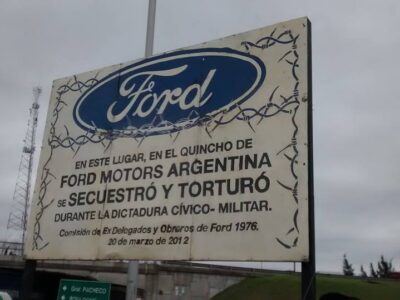 Ford
EN ESTE LUGAR, EN EL QUINCHO DE
FORD MOTORS ARGENTINA
SE SECUESTRÓ Y TORTURÓ
DURANTE LA DICTADURA CÍVICO- MILITAR.
Comisión de Ex Delegados y Obreros de Ford 1976.
20 de marzo de 2012
Gral. PACHECO